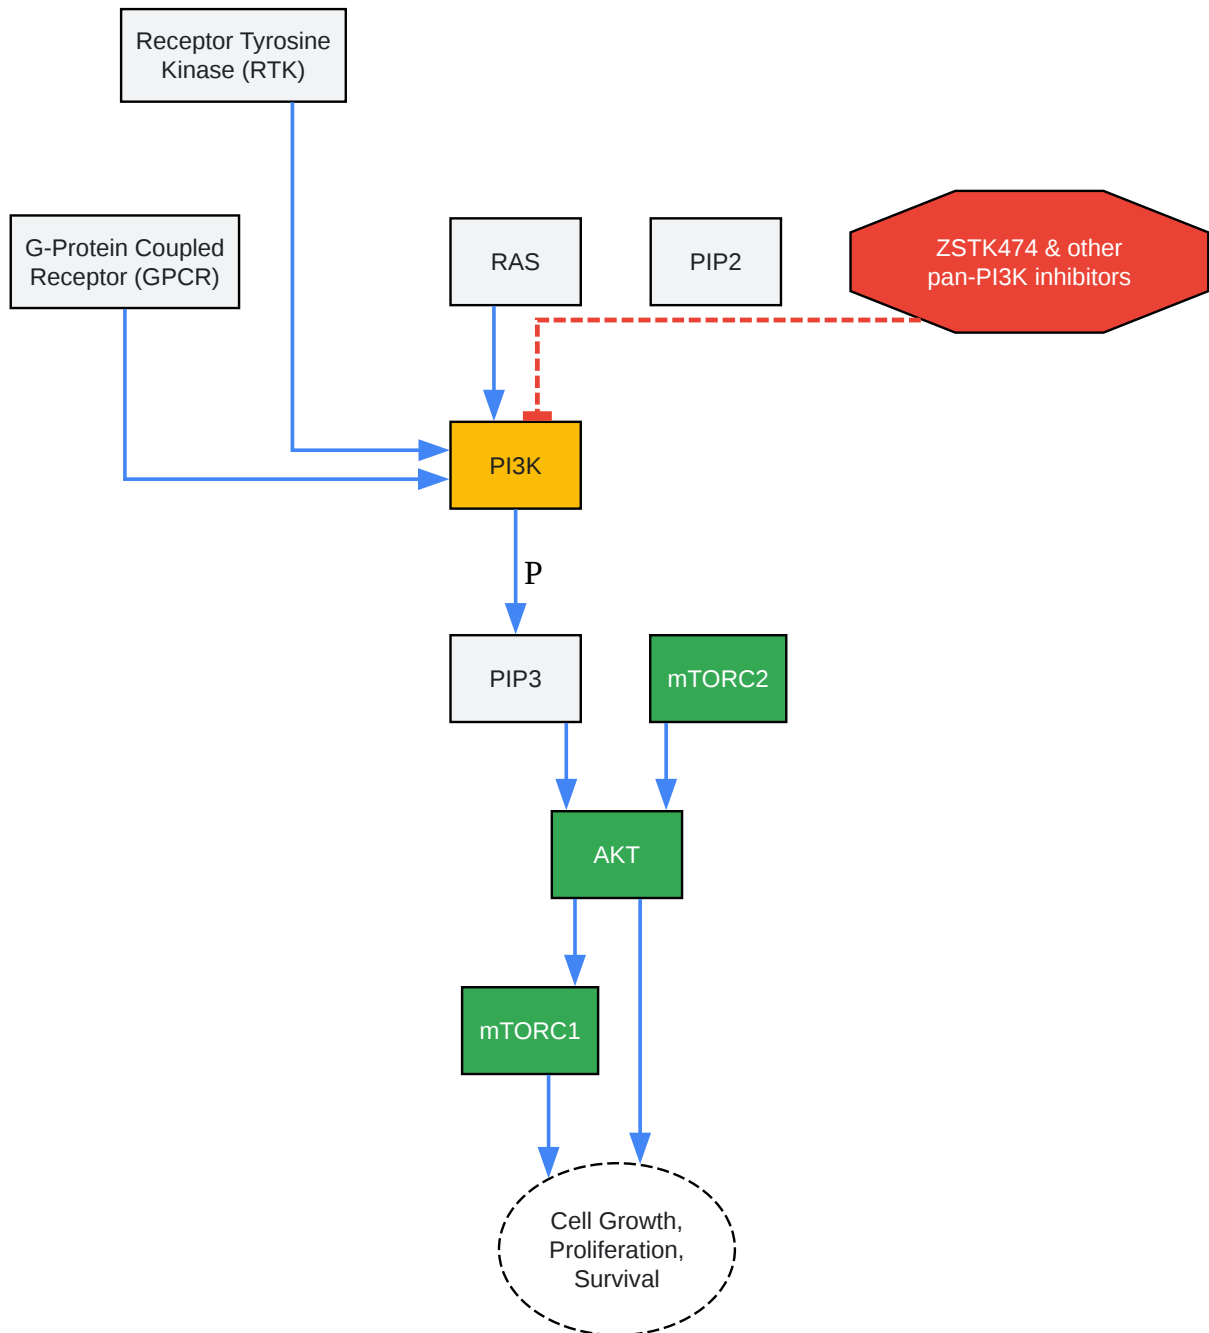 Receptor Tyrosine
Kinase (RTK)
G-Protein Coupled
Receptor (GPCR)
RAS
PIP2
ZSTK474 & other
pan-PI3K inhibitors
PI3K
P
PIP3
mTORC2
AKT
mTORC1
Cell Growth,
Proliferation,
Survival